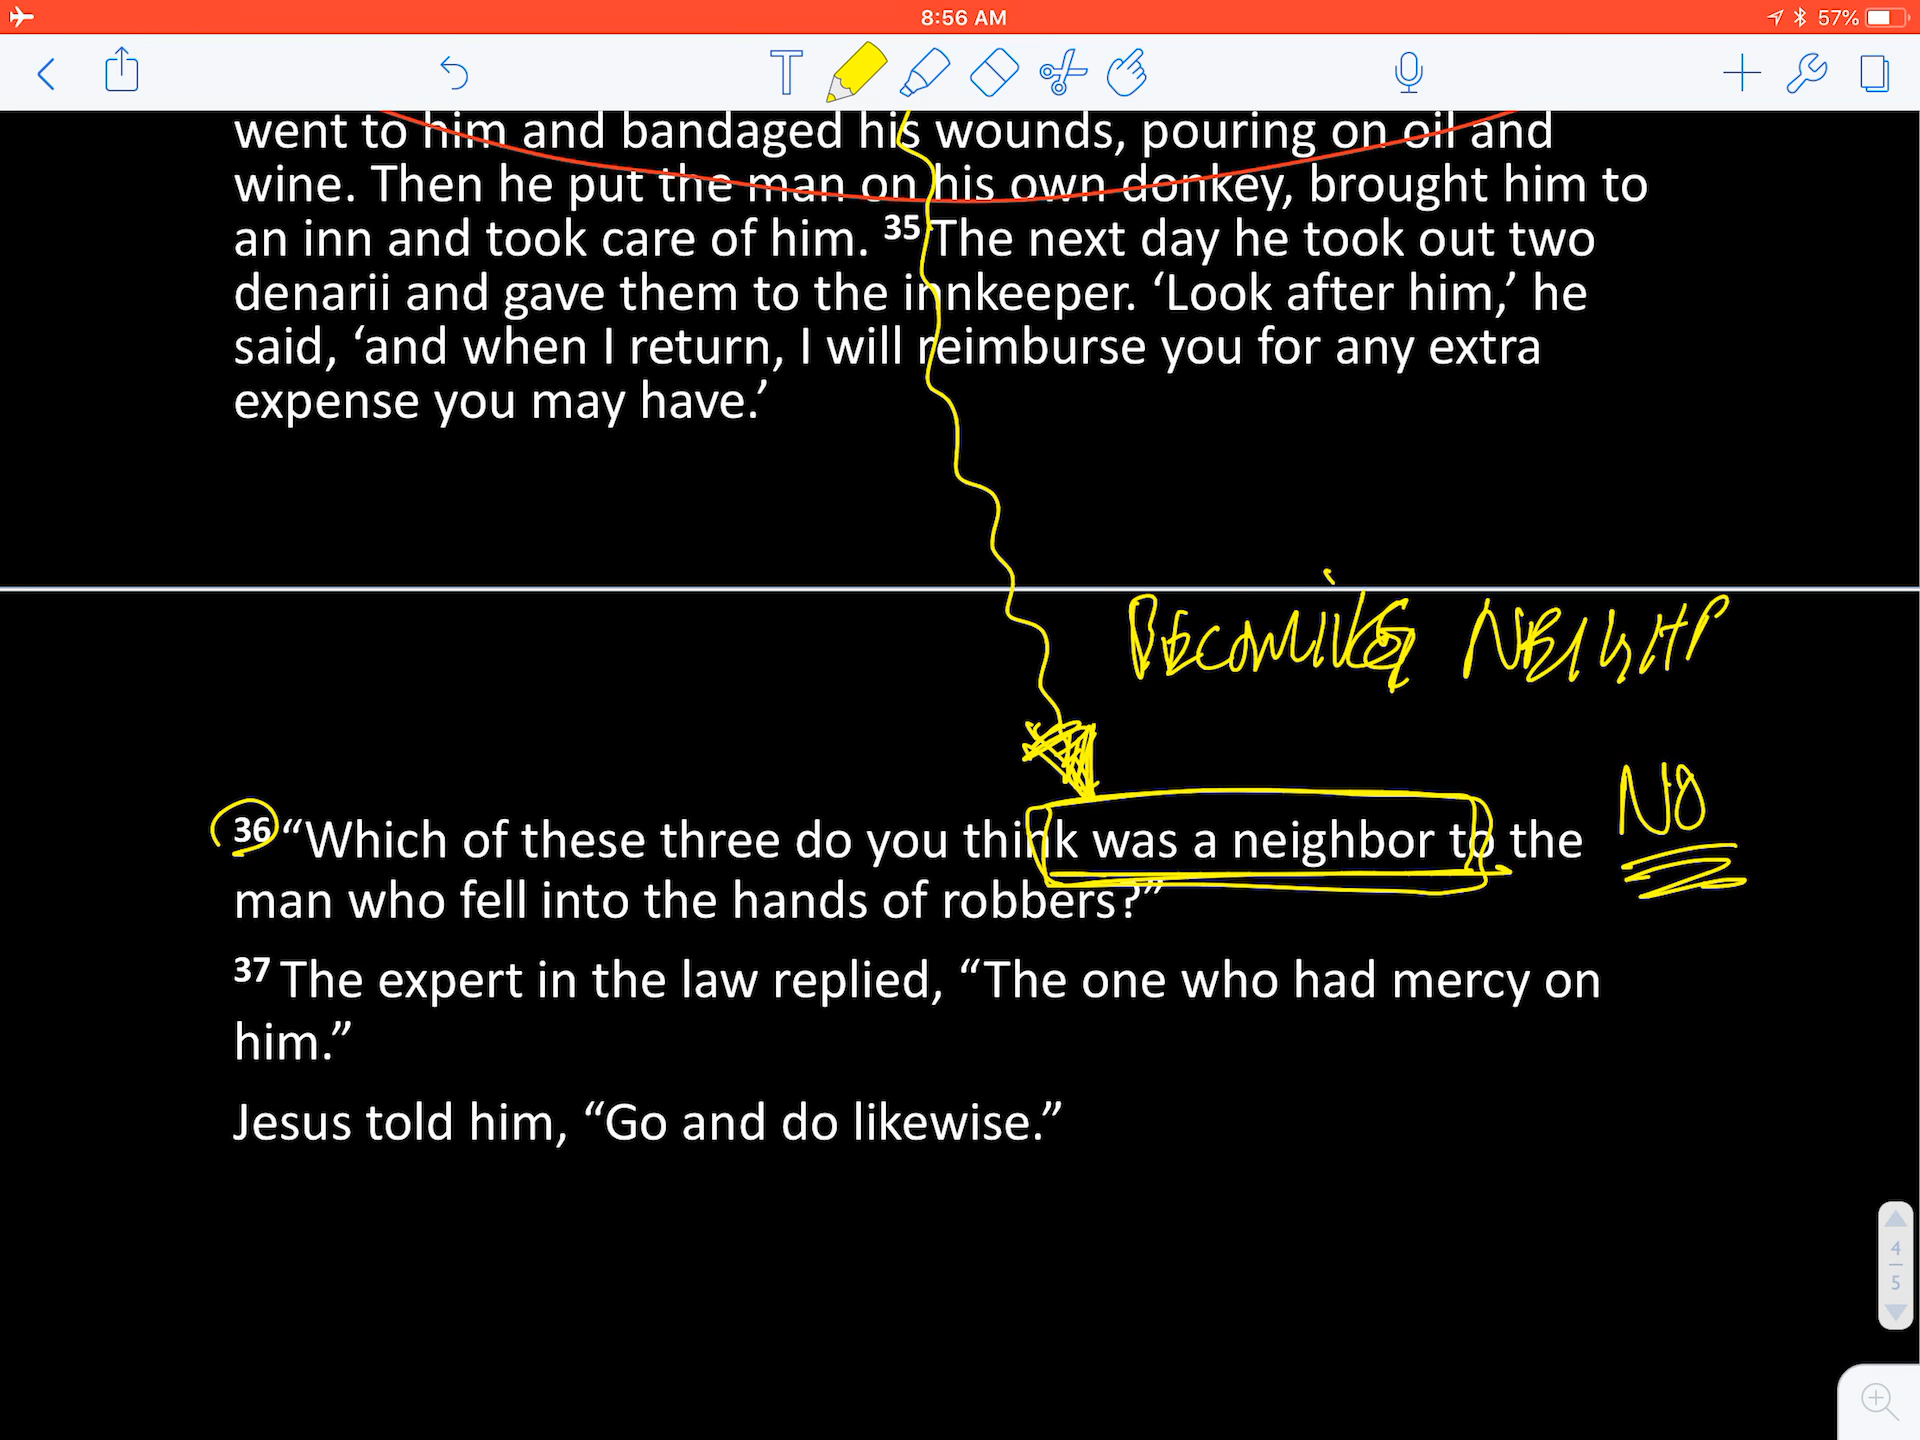 8:56 AM
57%
T
went to him and bandaged his wounds, pouring on oil and
wine. Then he put the man on his own donkey, brought him to
an inn and took care of him. 35 The next day he took out two
denarii and gave them to the innkeeper. ‘Look after him,’ he
said, ‘and when I return, I will reimburse you for any extra
expense you may have.’
BECOMING NEIGH
NO
36 “Which of these three do you think was a neighbor to the
man who fell into the hands of robbers?”
37 The expert in the law replied, “The one who had mercy on
him.”
Jesus told him, “Go and do likewise.”
4
5